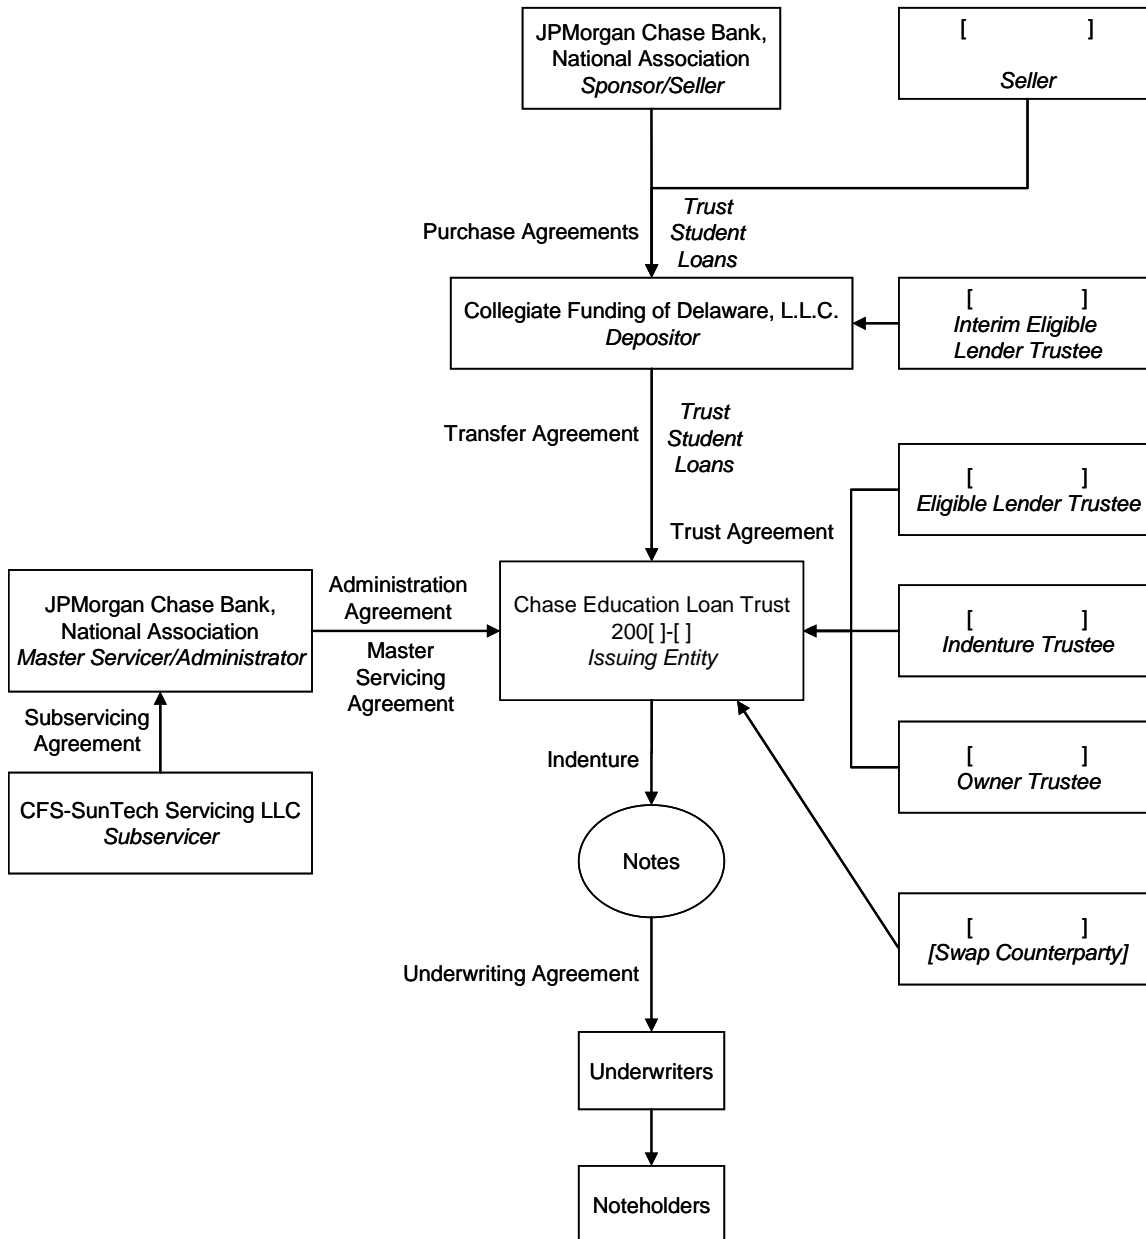 JPMorgan Chase Bank,
National Association
Sponsor/Seller
[ ]
Seller
Purchase Agreements
Trust
Student
Loans
Collegiate Funding of Delaware, L.L.C.
Depositor
[ ]
Interim Eligible
Lender Trustee
Transfer Agreement
Trust
Student
Loans
[ ]
Eligible Lender Trustee
Trust Agreement
JPMorgan Chase Bank,
National Association
Master Servicer/Administrator
Administration
Agreement
Master
Servicing
Agreement
Chase Education Loan Trust
200[ ]-[ ]
Issuing Entity
[ ]
Indenture Trustee
Subservicing
Agreement
Indenture
[ ]
Owner Trustee
CFS-SunTech Servicing LLC
Subservicer
Notes
[ ]
[Swap Counterparty]
Underwriting Agreement
Underwriters
Noteholders